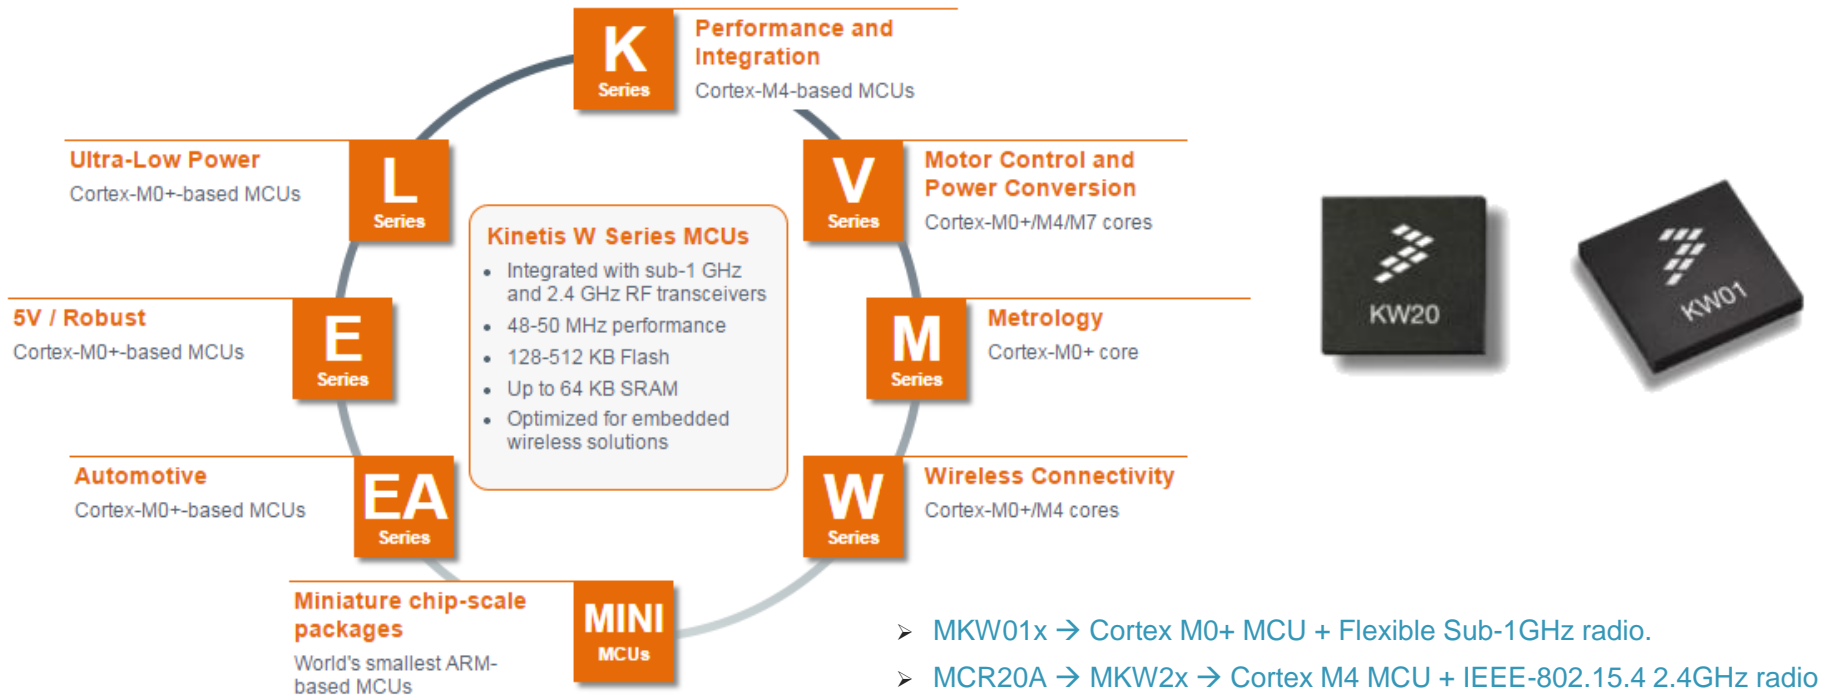 K
Series
Performance and
Integration
Cortex-M4-based MCUs
Ultra-Low Power
Cortex-M0+-based MCUs
L
Series
V
Series
Motor Control and
Power Conversion
Cortex-M0+/M4/M7 cores
Kinetis W Series MCUs
• Integrated with sub-1 GHz
and 2.4 GHz RF transceivers
• 48-50 MHz performance
• 128-512 KB Flash
• Up to 64 KB SRAM
• Optimized for embedded
wireless solutions
5V / Robust
Cortex-M0+-based MCUs
E
Series
M
Series
Metrology
Cortex-M0+ core
Automotive
Cortex-M0+-based MCUs
EA
Series
W
Series
Wireless Connectivity
Cortex-M0+/M4 cores
Miniature chip-scale
packages
World's smallest ARM-
based MCUs
MINI
MCUs
KW20
KW01
➢ MKW01x → Cortex M0+ MCU + Flexible Sub-1GHz radio.
➢ MCR20A → MKW2x → Cortex M4 MCU + IEEE-802.15.4 2.4GHz radio